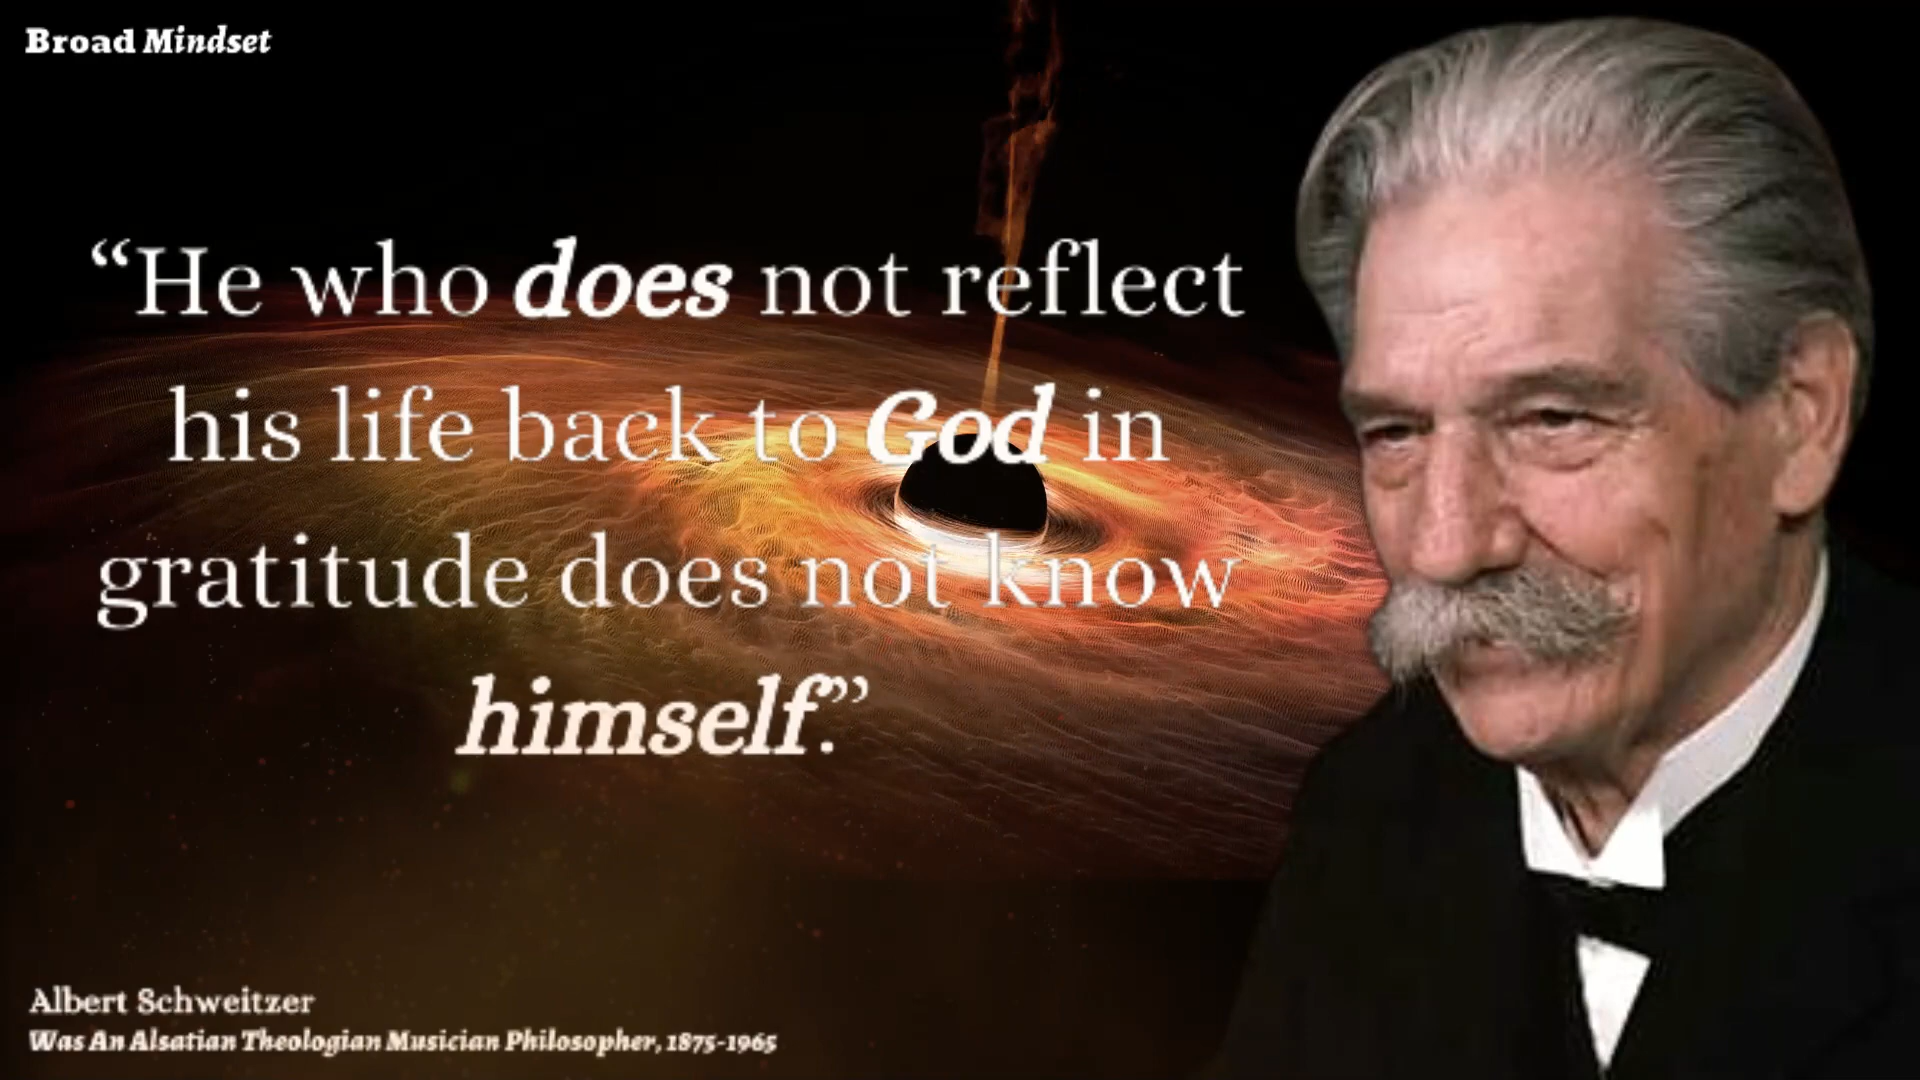 Broad Mindset
“He who does not reflect
his life back to God in
gratitude does not know
himself.”
Albert Schweitzer
Was An Alsatian Theologian Musician Philosopher, 1875-1965